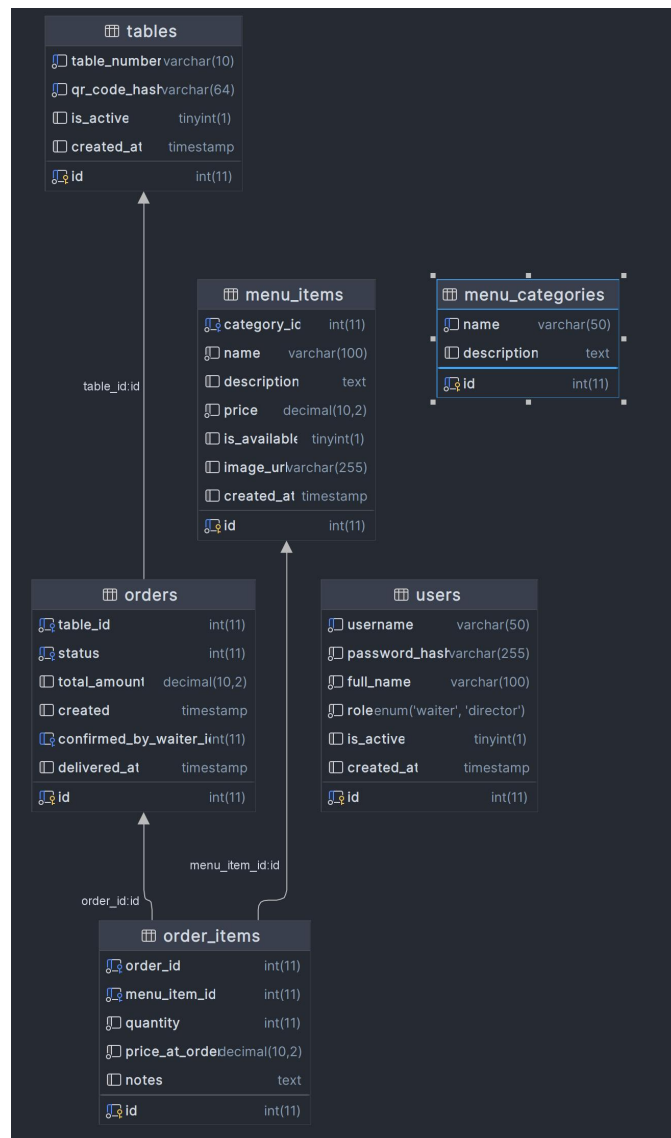 tables
table_number varchar(10)
qr_code_hash varchar(64)
is_active tinyint(1)
created_at timestamp
id int(11)
menu_items
category_id int(11)
name varchar(100)
description text
price decimal(10,2)
is_available tinyint(1)
image_url varchar(255)
created_at timestamp
id int(11)
menu_categories
name varchar(50)
description text
id int(11)
table_id:id
orders
table_id int(11)
status int(11)
total_amount decimal(10,2)
created timestamp
confirmed_by_waiter_i int(11)
delivered_at timestamp
id int(11)
users
username varchar(50)
password_hash varchar(255)
full_name varchar(100)
role enum('waiter', 'director')
is_active tinyint(1)
created_at timestamp
id int(11)
menu_item_id:id
order_id:id
order_items
order_id int(11)
menu_item_id int(11)
quantity int(11)
price_at_order decimal(10,2)
notes text
id int(11)